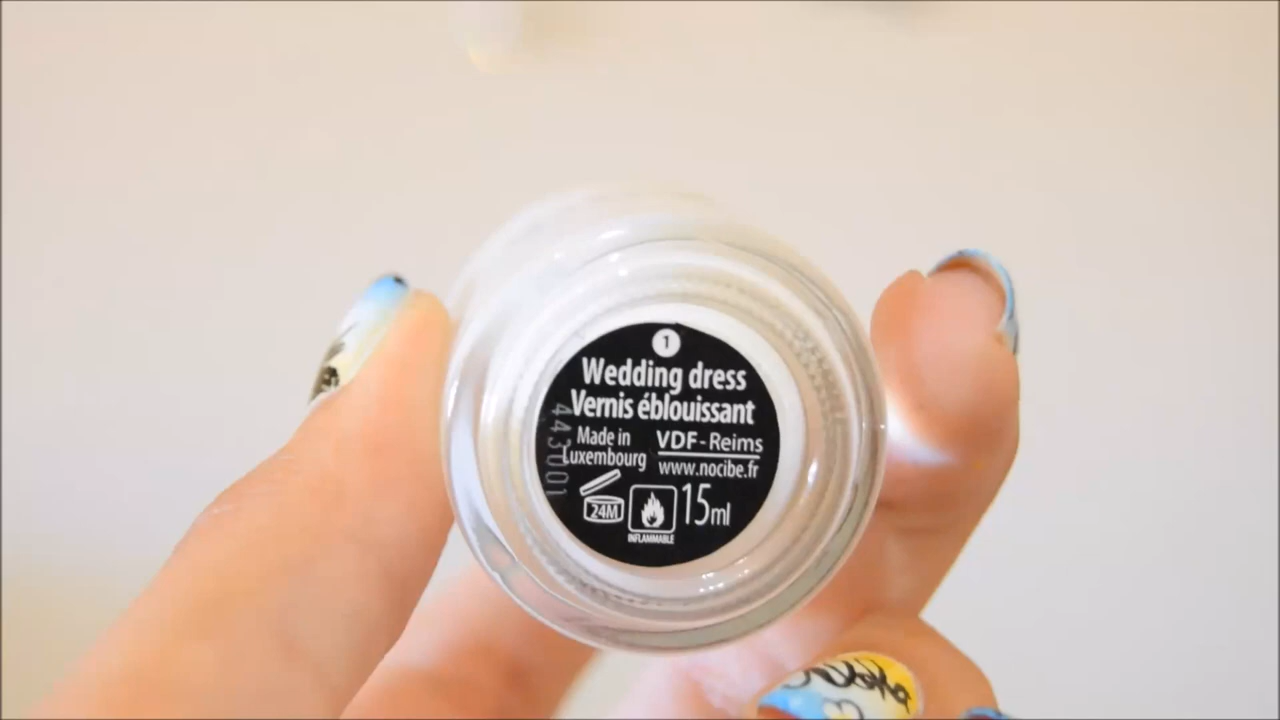 1
Wedding dress
Vernis éblouissant
Made in
Luxembourg
VDF-Reims
www.nocibe.fr
24M
INFLAMMABLE
15ml
443001